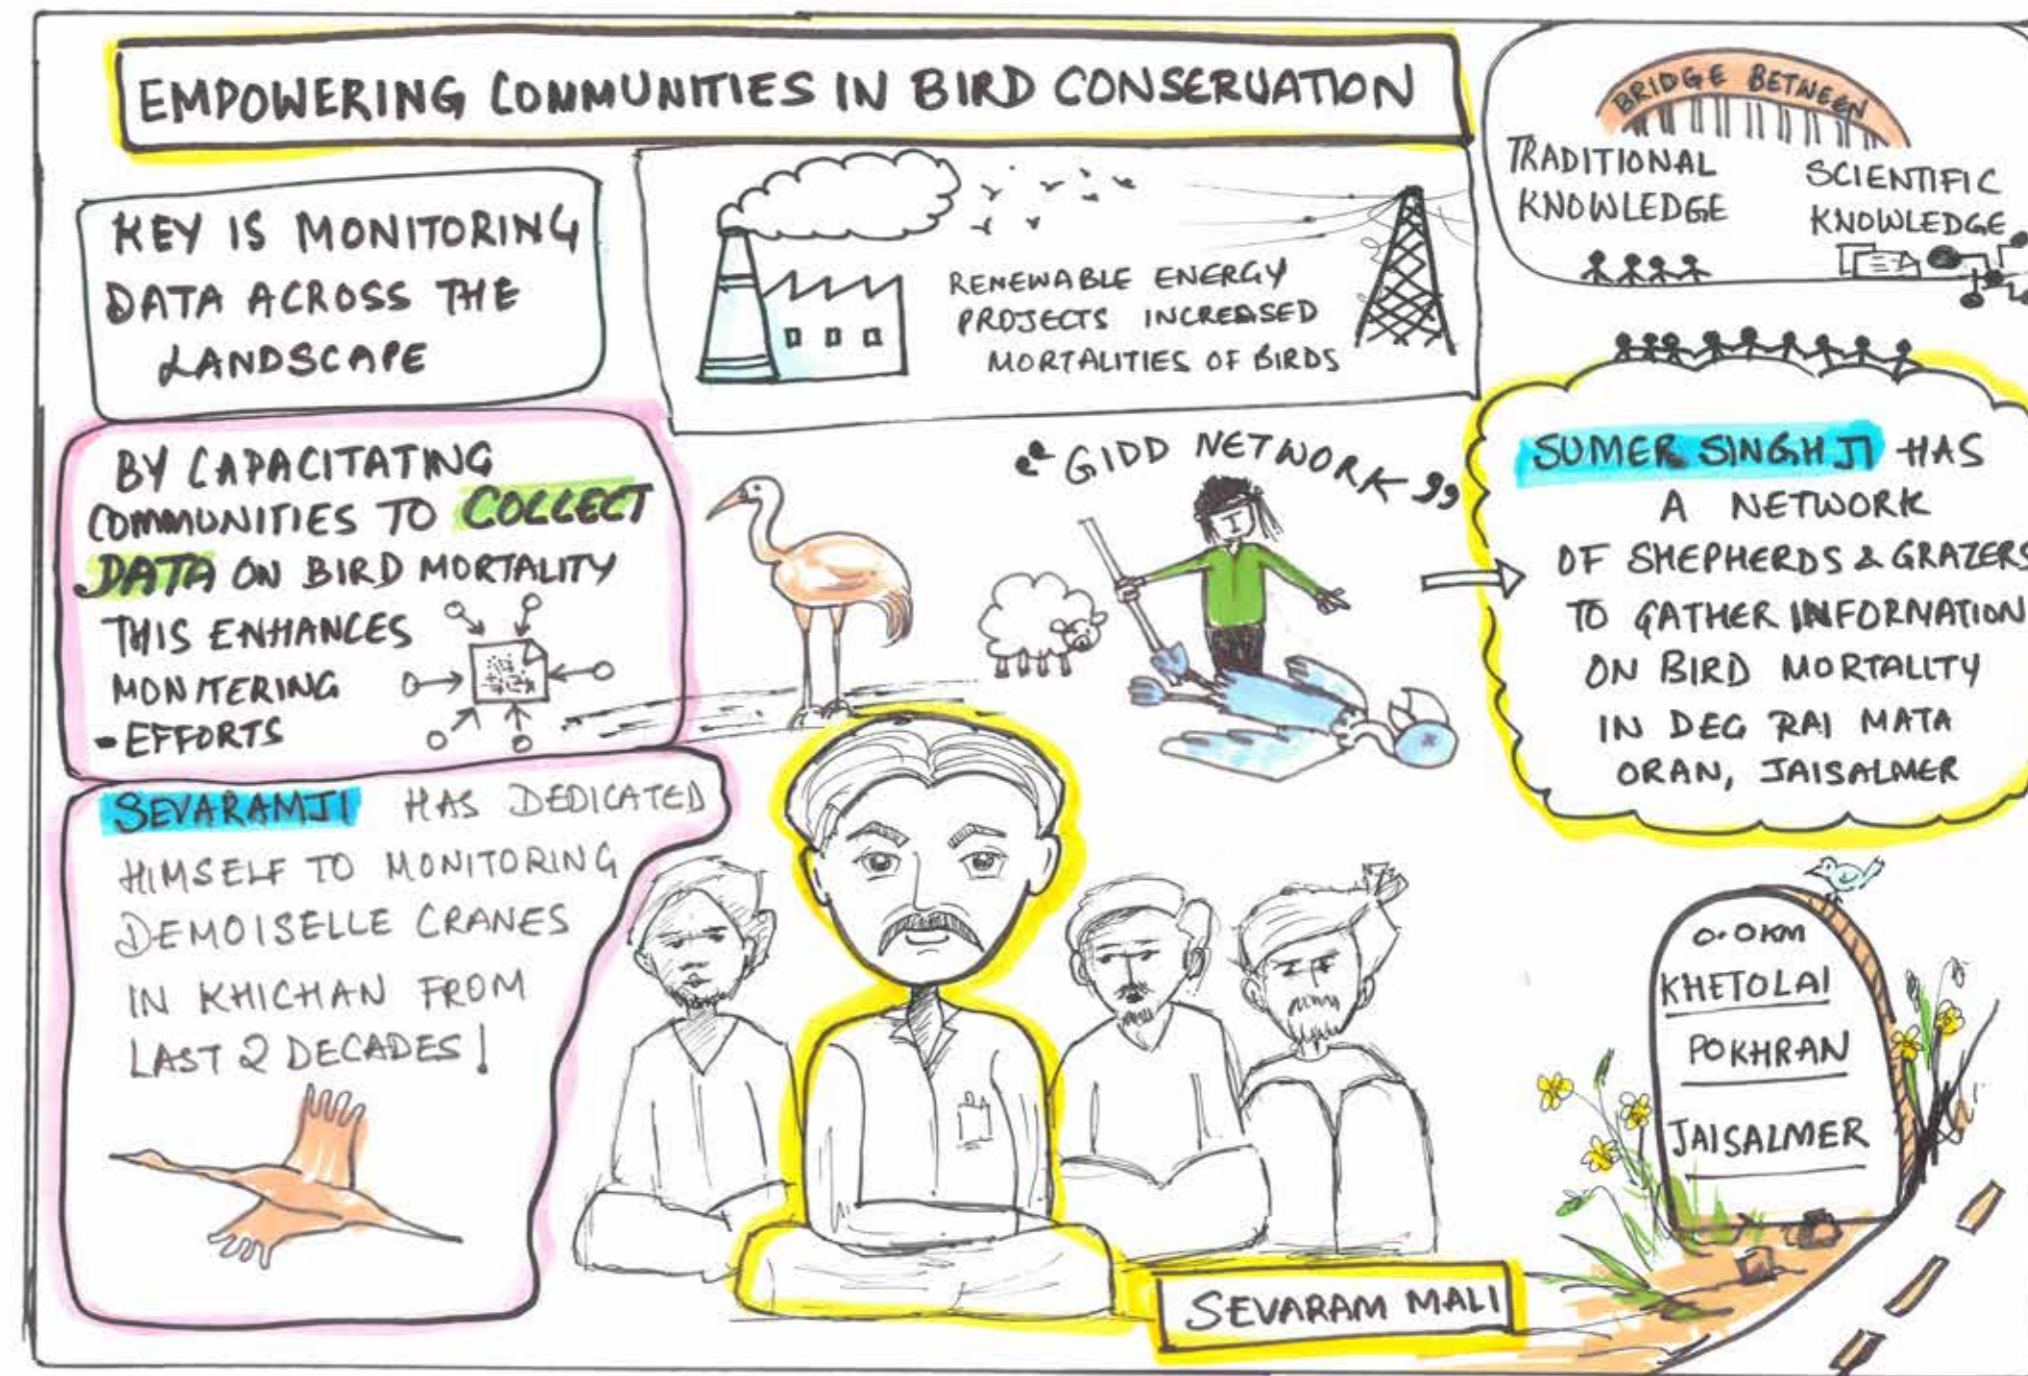 EMPOWERING COMMUNITIES IN BIRD CONSERVATION
KEY IS MONITORING
DATA ACROSS THE
LANDSCAPE
RENEWABLE ENERGY
PROJECTS INCREASED
MORTALITIES OF BIRDS
BRIDGE BETWEEN
TRADITIONAL
KNOWLEDGE
SCIENTIFIC
KNOWLEDGE
BY CAPACITATING
COMMUNITIES TO COLLECT
DATA ON BIRD MORTALITY
THIS ENHANCES
MONITERING
-EFFORTS
"GIDD NETWORK"
SUMER SINGH JI HAS
A NETWORK
OF SHEPHERDS & GRAZERS
TO GATHER INFORMATION
ON BIRD MORTALITY
IN DEG RAI MATA
ORAN, JAISALMER
SEVARAMJI HAS DEDICATED
HIMSELF TO MONITORING
DEMOISELLE CRANES
IN KHICHAN FROM
LAST 2 DECADES!
0.0KM
KHETOLAI
POKHRAN
JAISALMER
SEVARAM MALI